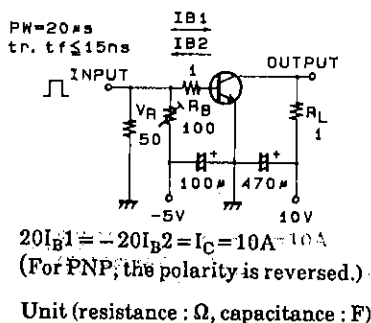 PW=20μs
tr. tf≦15ns
IB1
IB2
INPUT
OUTPUT
1
RB
VR
50
100
RL
1
100μ
470μ
-5V
10V
20IB1=-20IB2=IC=10A
(For PNP, the polarity is reversed.)
Unit (resistance : Ω, capacitance : F)